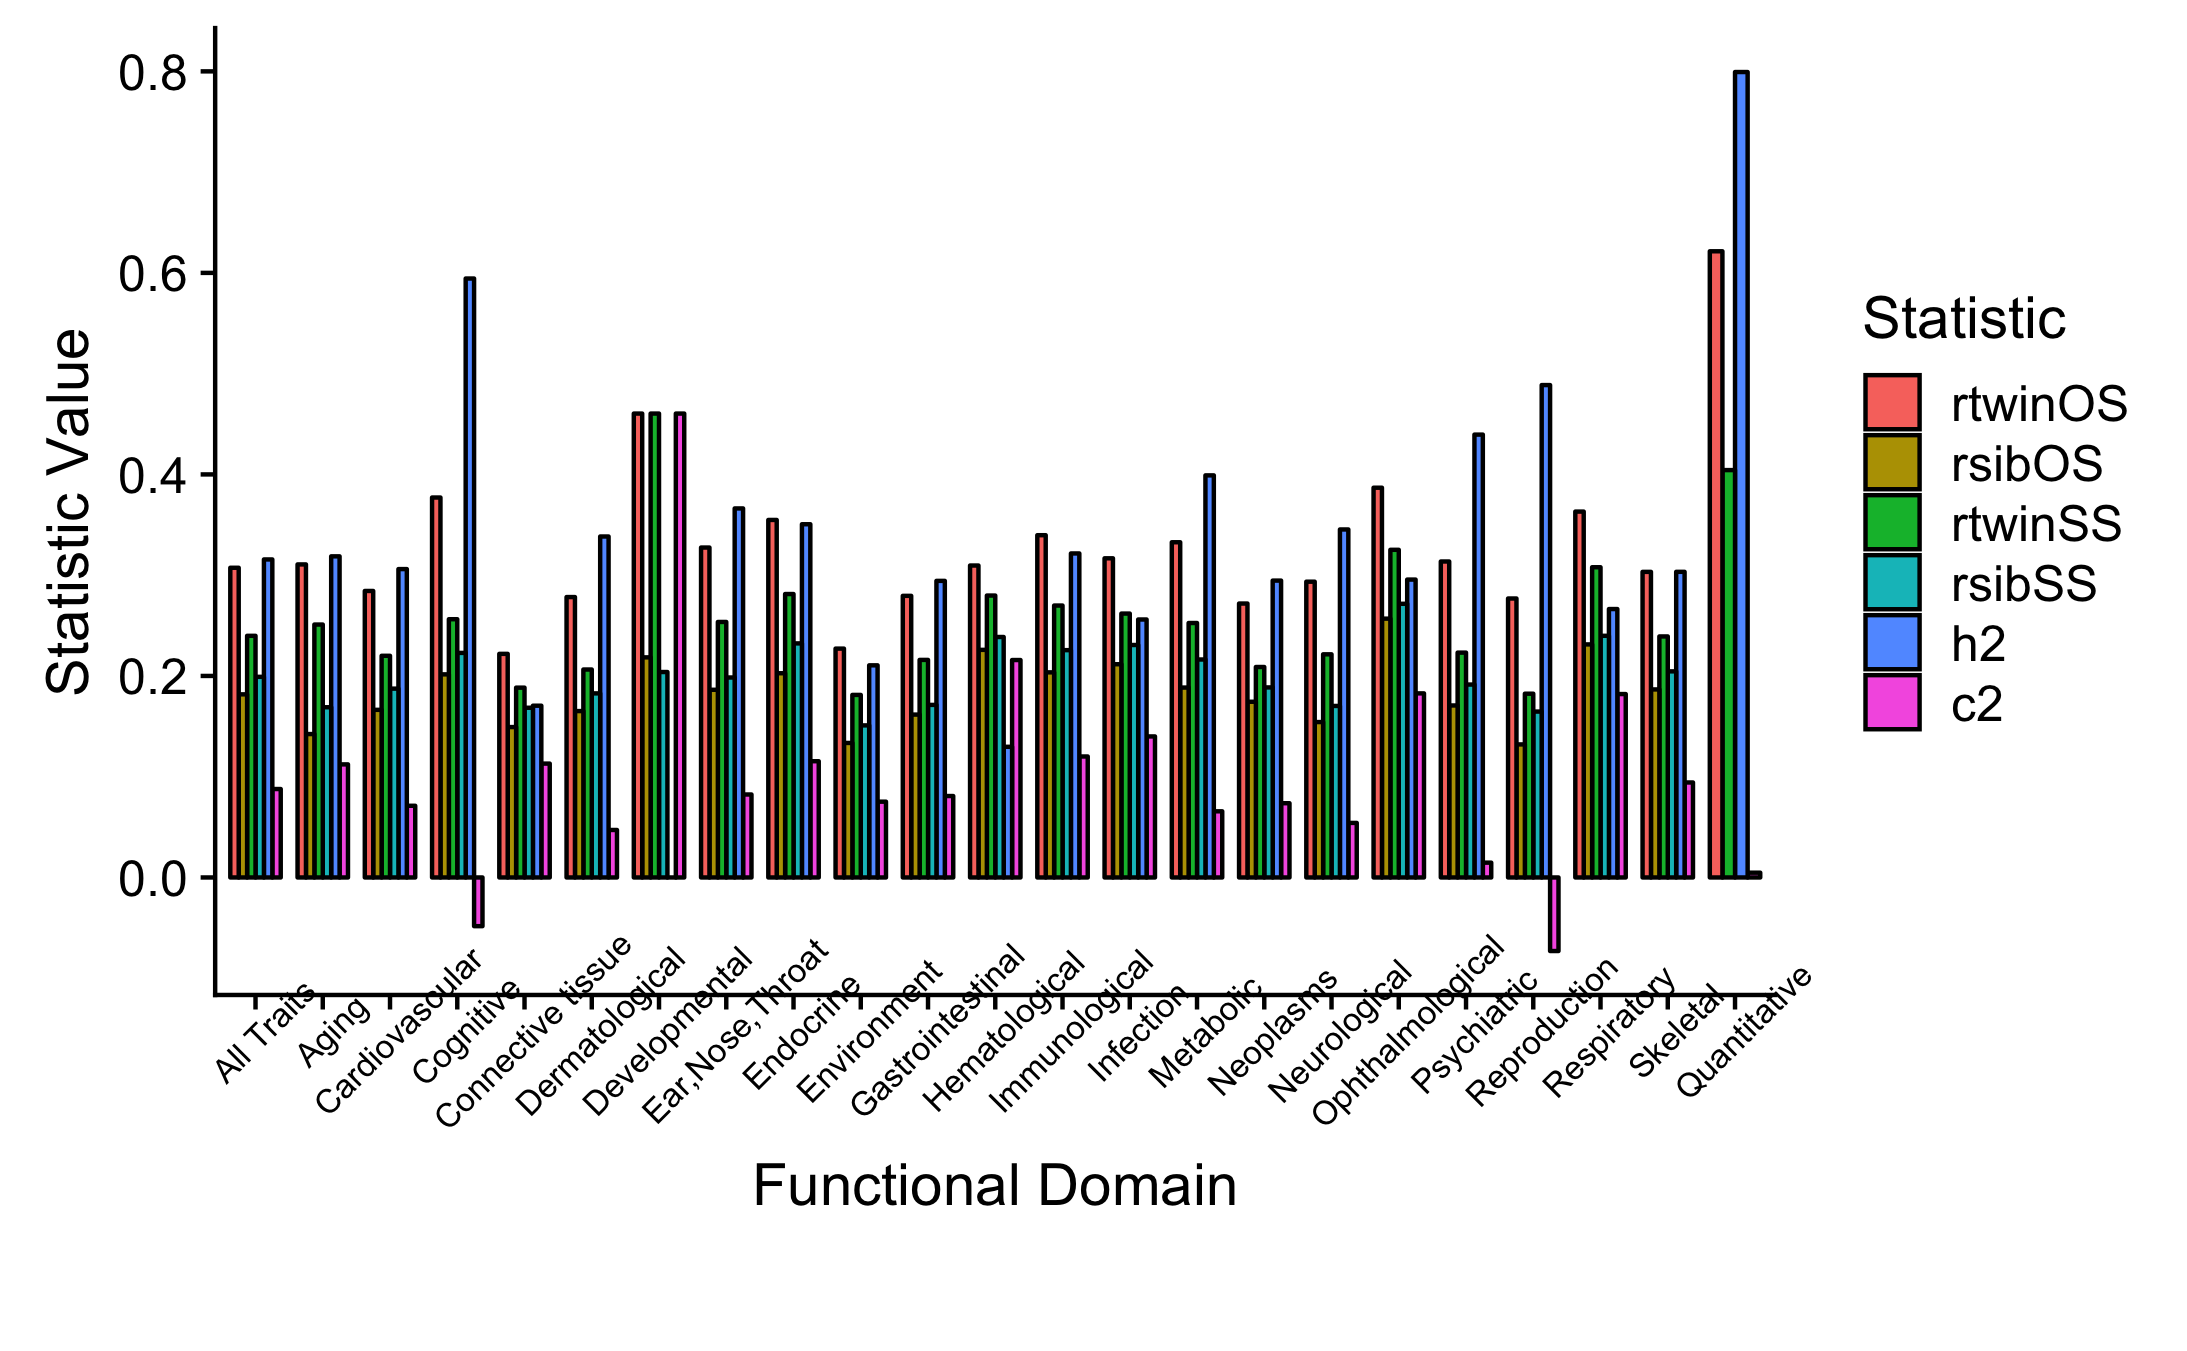 0.8
0.6
0.4
0.2
0.0
Statistic Value
All Traits
Aging
Cardiovascular
Cognitive
Connective tissue
Dermatological
Developmental
Ear,Nose,Throat
Endocrine
Environment
Gastrointestinal
Hematological
Immunological
Infection
Metabolic
Neoplasms
Neurological
Ophthalmological
Psychiatric
Reproduction
Respiratory
Skeletal
Quantitative
Functional Domain
Statistic
rtwinOS
rsibOS
rtwinSS
rsibSS
h2
c2